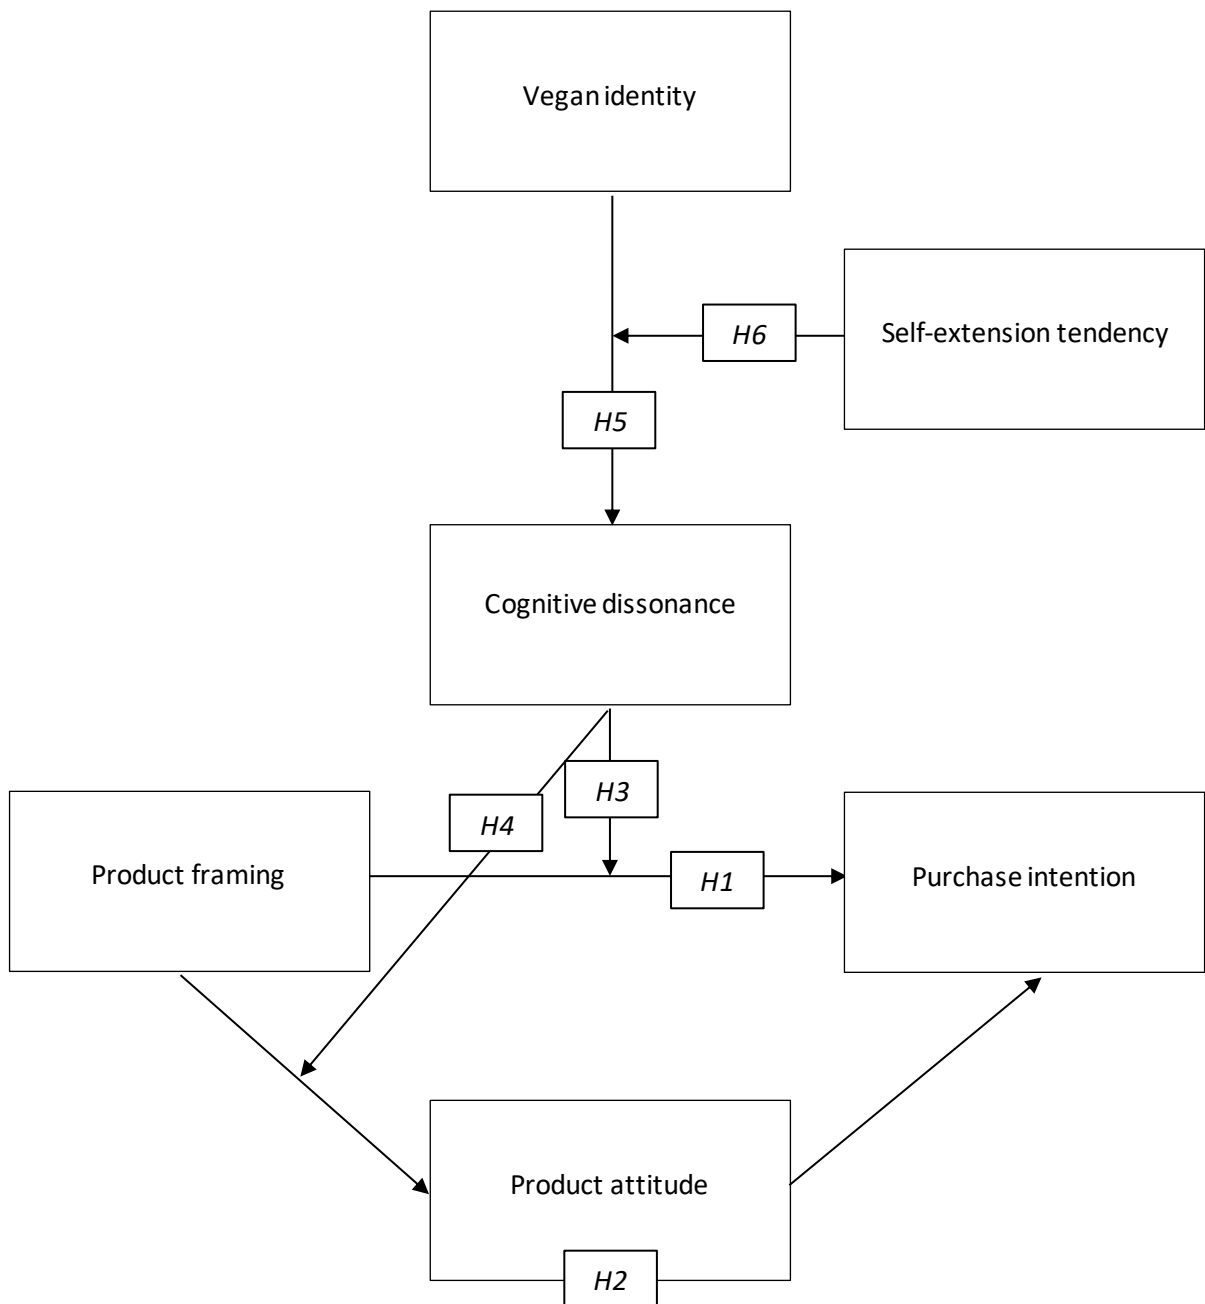 Vegan identity
H6
Self-extension tendency
H5
Cognitive dissonance
H3
H4
Product framing
H1
Purchase intention
Product attitude
H2